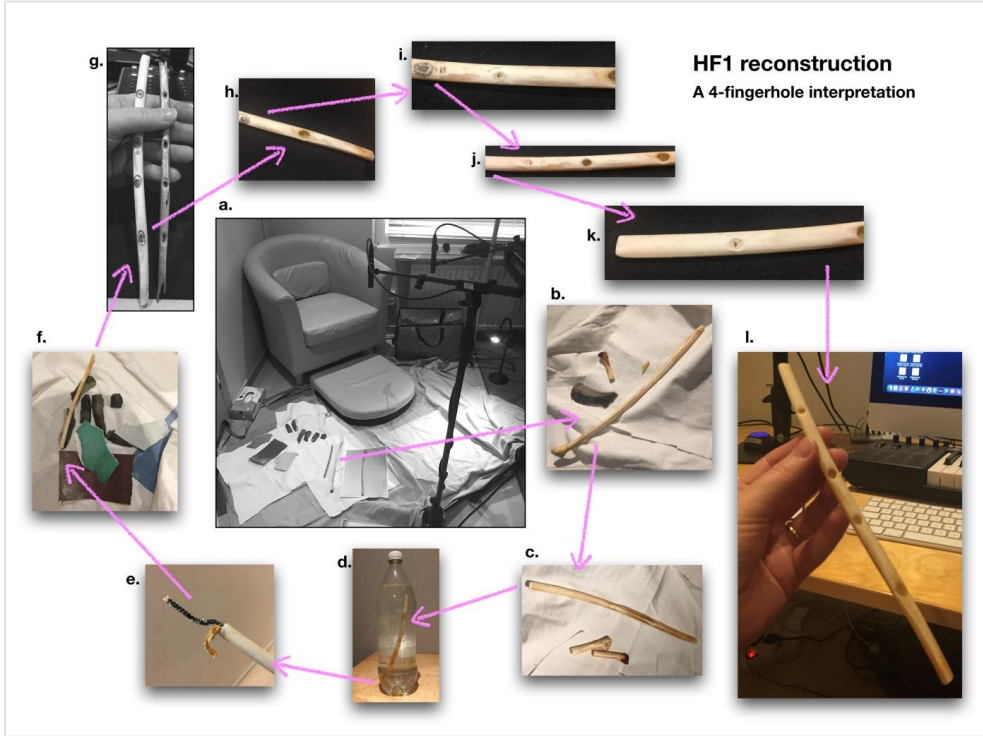 g.
i.
HF1 reconstruction
A 4-fingerhole interpretation
h.
j.
a.
k.
b.
f.
l.
c.
d.
e.